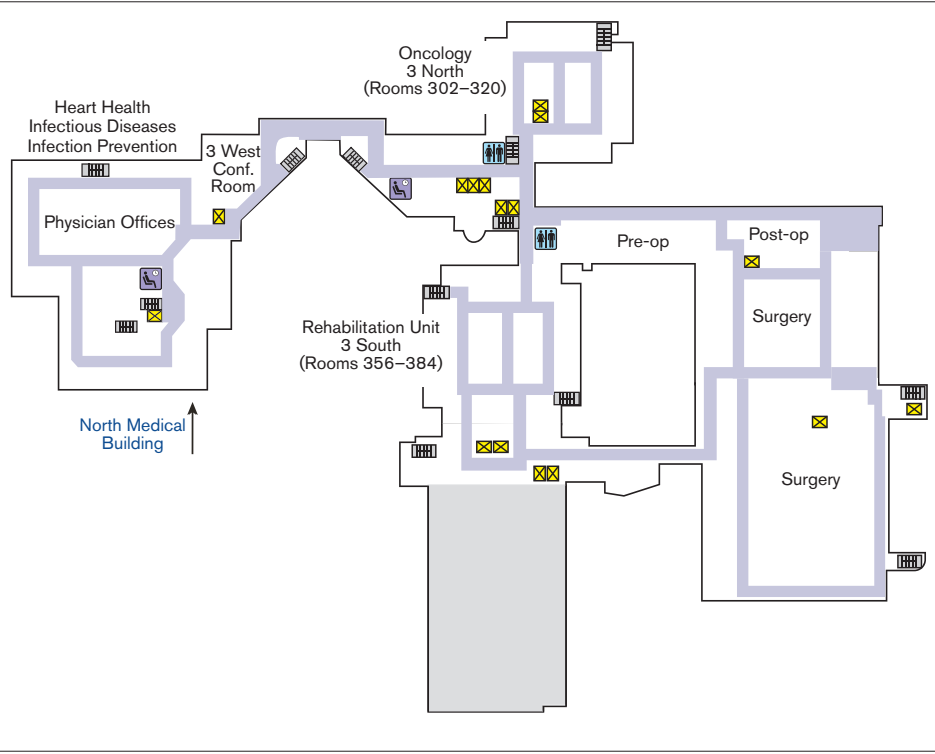 Oncology
3 North
(Rooms 302–320)
Heart Health
Infectious Diseases
Infection Prevention
3 West
Conf.
Room
Physician Offices
Pre-op
Post-op
Surgery
Rehabilitation Unit
3 South
(Rooms 356–384)
North Medical
Building
Surgery